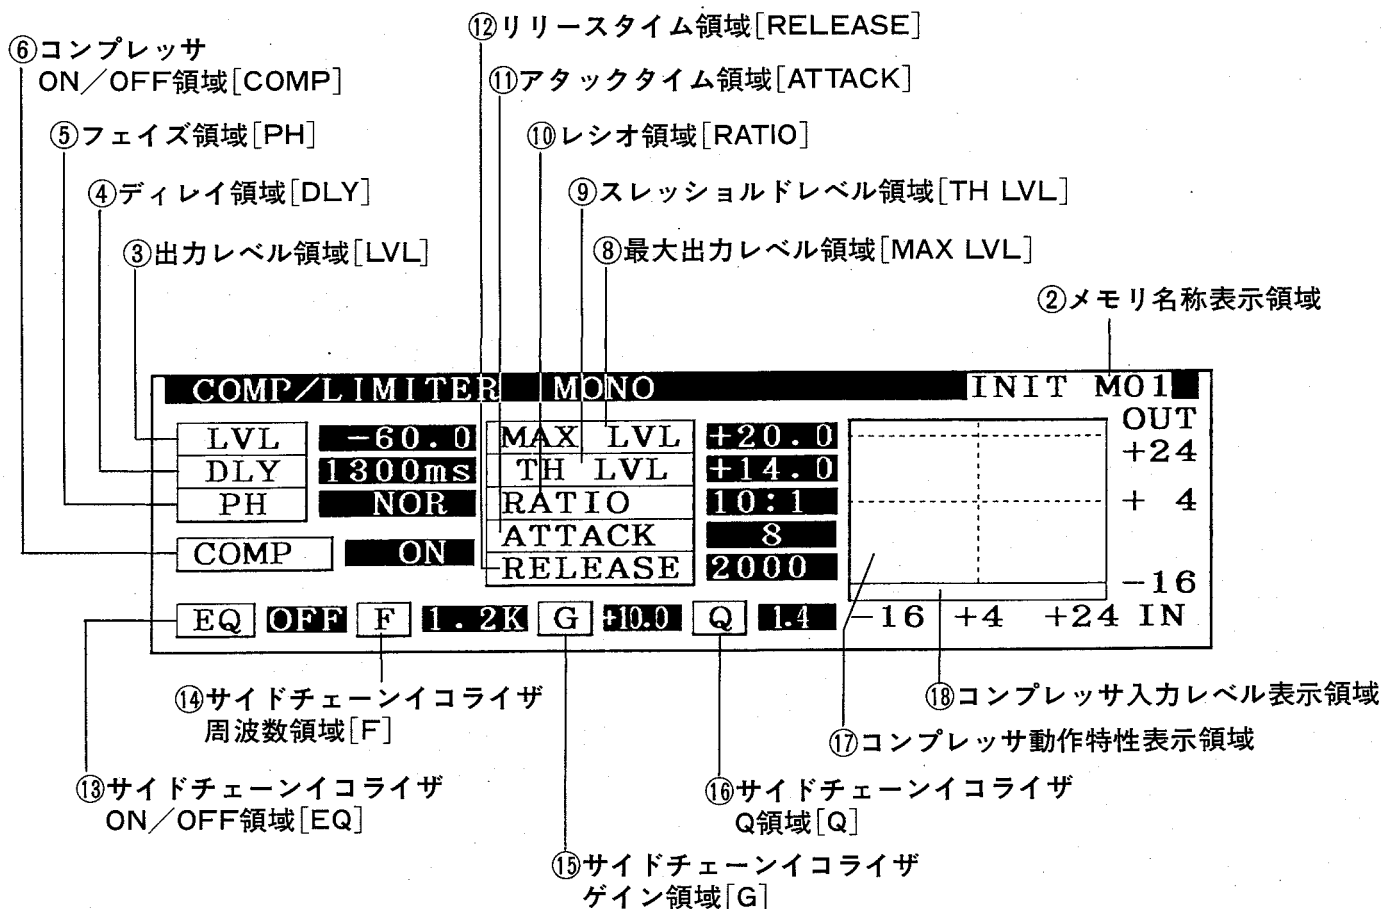 ⑫リリースタイム領域[RELEASE]
⑥コンプレッサ
ON／OFF領域[COMP]
⑪アタックタイム領域[ATTACK]
⑤フェイズ領域[PH]
⑩レシオ領域[RATIO]
④ディレイ領域[DLY]
⑨スレッショルドレベル領域[TH LVL]
③出力レベル領域[LVL]
⑧最大出力レベル領域[MAX LVL]
②メモリ名称表示領域
COMP/LIMITER MONO INIT M01
LVL -60.0 MAX LVL +20.0 OUT
DLY 1300ms TH LVL +14.0 +24
PH NOR RATIO 10:1 + 4
COMP ON ATTACK 8
RELEASE 2000 -16
EQ OFF F 1.2K G +10.0 Q 1.4 -16 +4 +24 IN
⑭サイドチェーンイコライザ
周波数領域[F]
⑱コンプレッサ入力レベル表示領域
⑰コンプレッサ動作特性表示領域
⑬サイドチェーンイコライザ
ON／OFF領域[EQ]
⑯サイドチェーンイコライザ
Q領域[Q]
⑮サイドチェーンイコライザ
ゲイン領域[G]